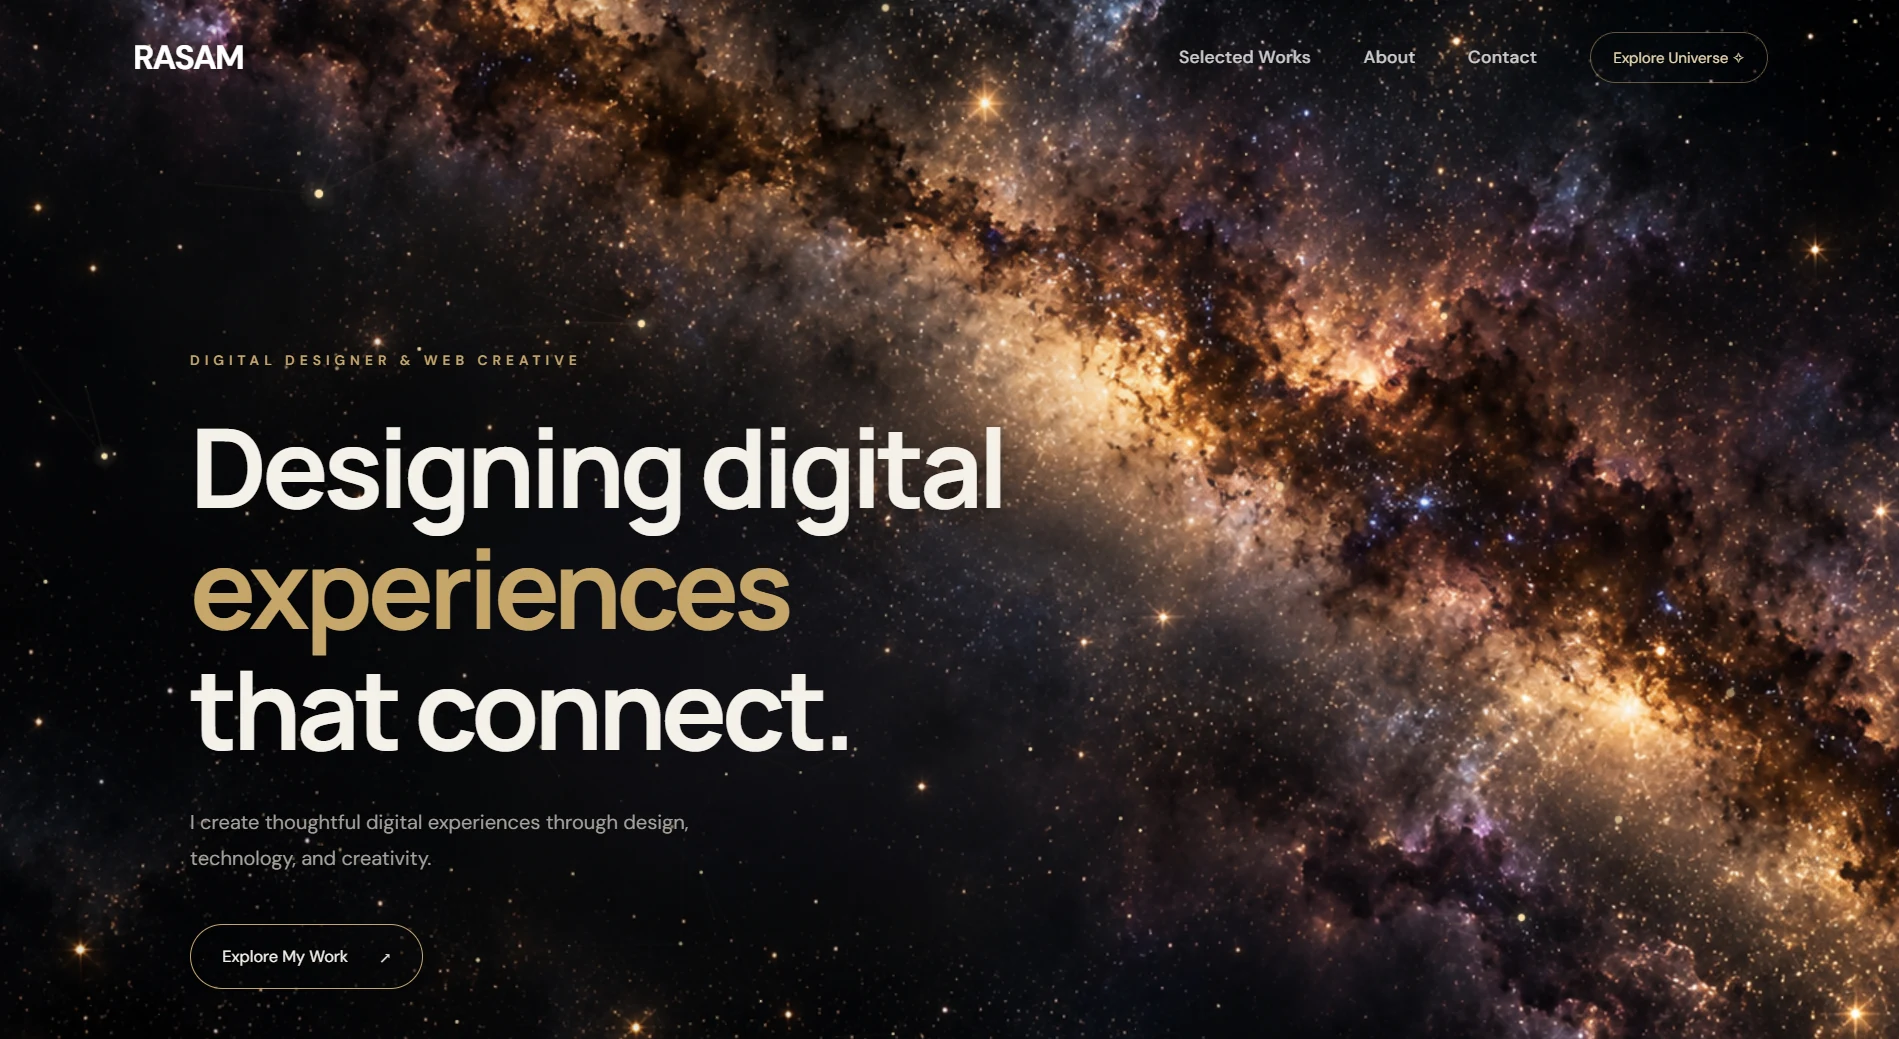 RASAM
Selected Works
About
Contact
Explore Universe ✧
DIGITAL DESIGNER & WEB CREATIVE
Designing digital
experiences
that connect.
I create thoughtful digital experiences through design,
technology, and creativity.
Explore My Work ↗